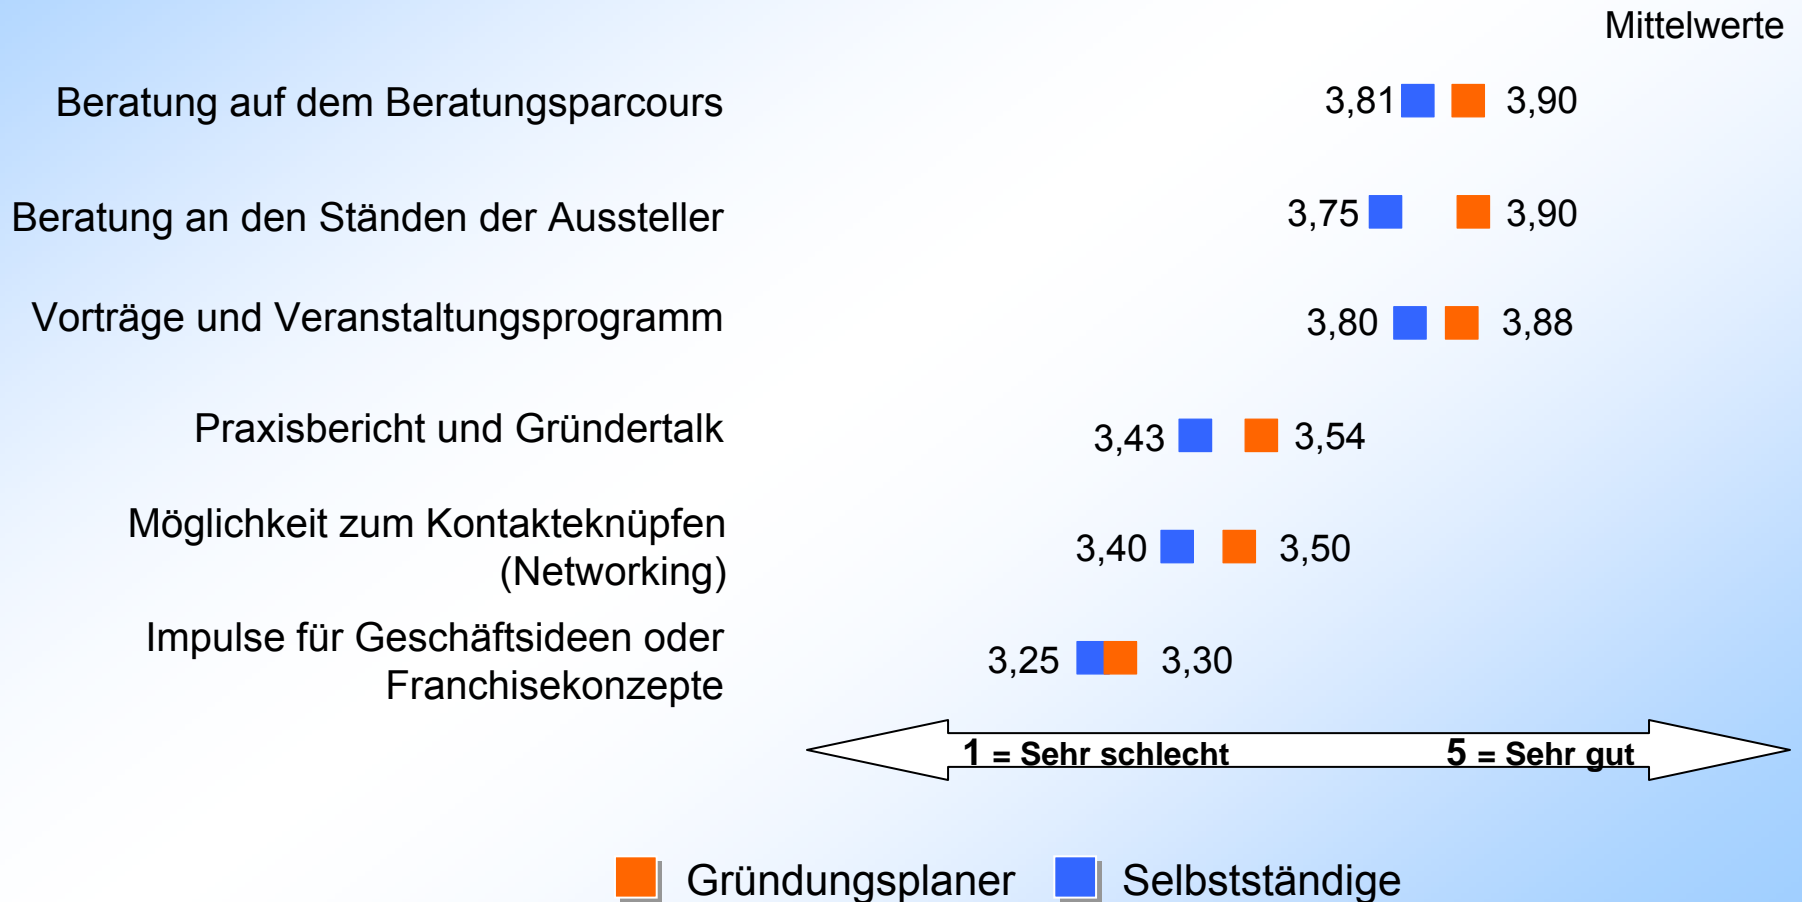 Mittelwerte
Beratung auf dem Beratungsparcours
3,81 3,90
Beratung an den Ständen der Aussteller
3,75 3,90
Vorträge und Veranstaltungsprogramm
3,80 3,88
Praxisbericht und Gründertalk
3,43 3,54
Möglichkeit zum Kontakteknüpfen
(Networking)
3,40 3,50
Impulse für Geschäftsideen oder
Franchisekonzepte
3,25 3,30
1 = Sehr schlecht 5 = Sehr gut
Gründungsplaner Selbstständige